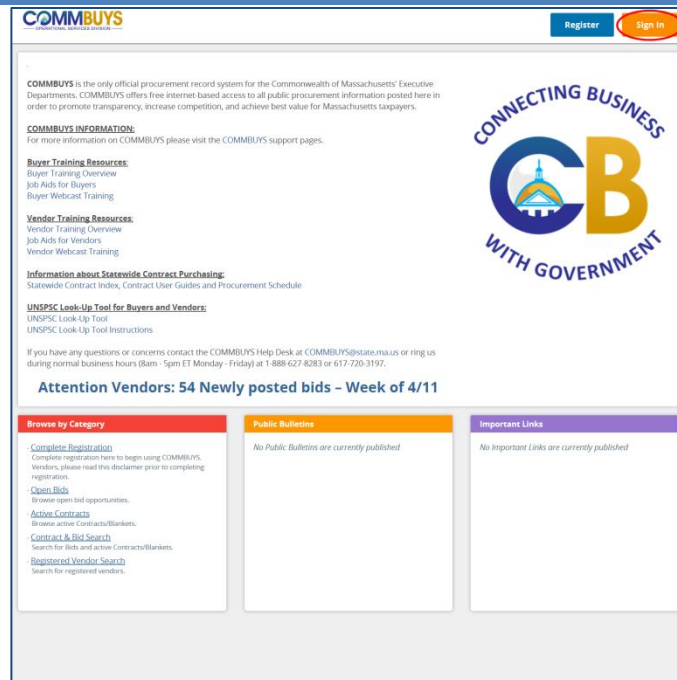 COMMBUYS
OPERATIONAL SERVICES DIVISION
Register
Sign In
COMMBUYS is the only official procurement record system for the Commonwealth of Massachusetts' Executive
Departments. COMMBUYS offers free internet-based access to all public procurement information posted here in
order to promote transparency, increase competition, and achieve best value for Massachusetts taxpayers.
COMMBUYS INFORMATION:
For more information on COMMBUYS please visit the COMMBUYS support pages.
Buyer Training Resources:
Buyer Training Overview
Job Aids for Buyers
Buyer Webcast Training
Vendor Training Resources:
Vendor Training Overview
Job Aids for Vendors
Vendor Webcast Training
Information about Statewide Contract Purchasing:
Statewide Contract Index, Contract User Guides and Procurement Schedule
UNSPSC Look-Up Tool for Buyers and Vendors:
UNSPSC Look-Up Tool
UNSPSC Look-Up Tool Instructions
If you have any questions or concerns contact the COMMBUYS Help Desk at COMMBUYS@state.ma.us or ring us
during normal business hours (8am - 5pm ET Monday - Friday) at 1-888-627-8283 or 617-720-3197.
CONNECTING BUSINESS
CB
WITH GOVERNMENT
Attention Vendors: 54 Newly posted bids – Week of 4/11
Browse by Category
- Complete Registration
Complete registration here to begin using COMMBUYS.
Vendors, please read this disclaimer prior to completing
registration.
- Open Bids
Browse open bid opportunities.
- Active Contracts
Browse active Contracts/Blankets.
- Contract & Bid Search
Search for Bids and active Contracts/Blankets.
- Registered Vendor Search
Search for registered vendors.
Public Bulletins
No Public Bulletins are currently published
Important Links
No Important Links are currently published